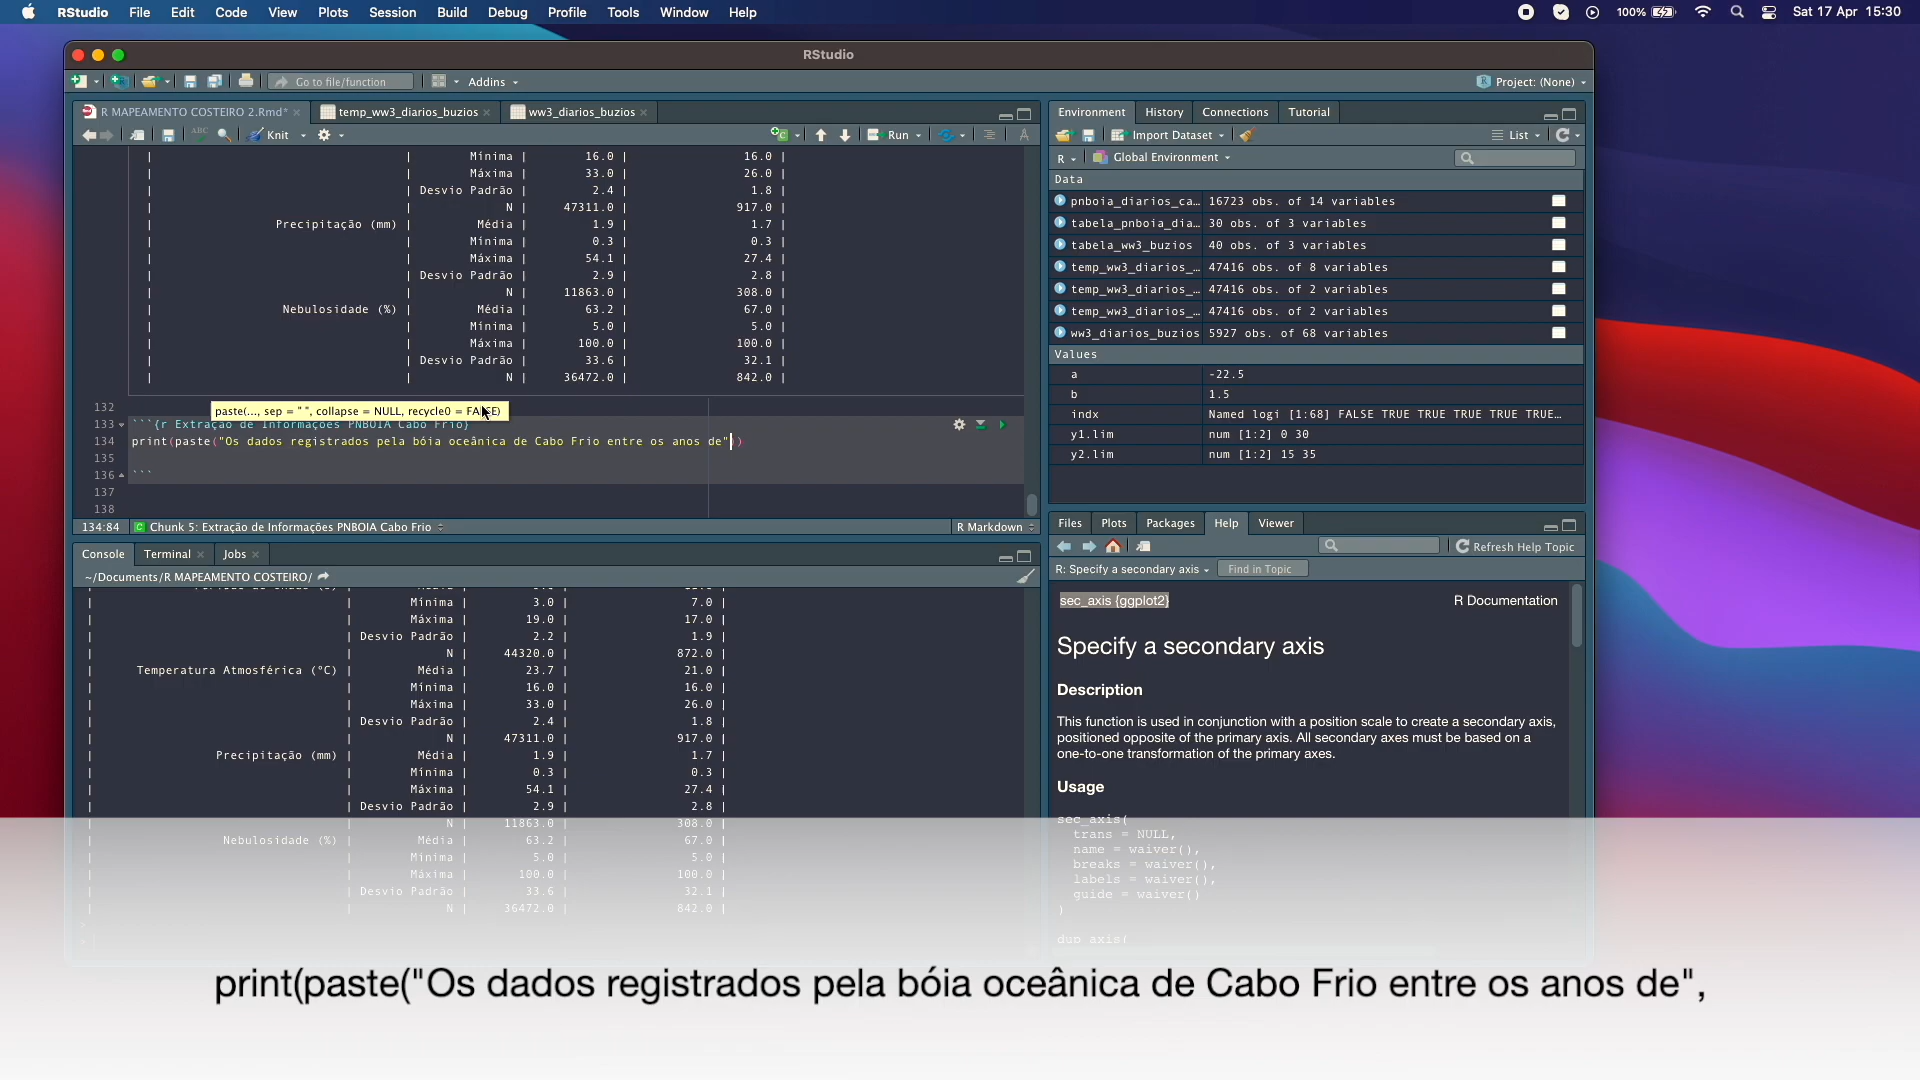 RStudio File Edit Code View Plots Session Build Debug Profile Tools Window Help 100% Sat 17 Apr 15:30
RStudio
Go to file/function Addins Project: (None)
R MAPEAMENTO COSTEIRO 2.Rmd* temp_ww3_diarios_buzios ww3_diarios_buzios
ABC Knit Run
| | Mínima | 16.0 | 16.0 |
| | Máxima | 33.0 | 26.0 |
| | Desvio Padrão | 2.4 | 1.8 |
| | N | 47311.0 | 917.0 |
| Precipitação (mm) | Média | 1.9 | 1.7 |
| | Mínima | 0.3 | 0.3 |
| | Máxima | 54.1 | 27.4 |
| | Desvio Padrão | 2.9 | 2.8 |
| | N | 11863.0 | 308.0 |
| Nebulosidade (%) | Média | 63.2 | 67.0 |
| | Mínima | 5.0 | 5.0 |
| | Máxima | 100.0 | 100.0 |
| | Desvio Padrão | 33.6 | 32.1 |
| | N | 36472.0 | 842.0 |
132
paste(..., sep = " ", collapse = NULL, recycle0 = FALSE)
133 ```{r Extração de Informações PNBOIA Cabo Frio}
134 print(paste("Os dados registrados pela bóia oceânica de Cabo Frio entre os anos de"))
135
136 ```
137
138
134:84 Chunk 5: Extração de Informações PNBOIA Cabo Frio R Markdown
Console Terminal Jobs
~/Documents/R MAPEAMENTO COSTEIRO/
| | Mínima | 3.0 | 7.0 |
| | Máxima | 19.0 | 17.0 |
| | Desvio Padrão | 2.2 | 1.9 |
| | N | 44320.0 | 872.0 |
| Temperatura Atmosférica (°C) | Média | 23.7 | 21.0 |
| | Mínima | 16.0 | 16.0 |
| | Máxima | 33.0 | 26.0 |
| | Desvio Padrão | 2.4 | 1.8 |
| | N | 47311.0 | 917.0 |
| Precipitação (mm) | Média | 1.9 | 1.7 |
| | Mínima | 0.3 | 0.3 |
| | Máxima | 54.1 | 27.4 |
| | Desvio Padrão | 2.9 | 2.8 |
| | N | 11863.0 | 308.0 |
| Nebulosidade (%) | Média | 63.2 | 67.0 |
| | Mínima | 5.0 | 5.0 |
| | Máxima | 100.0 | 100.0 |
| | Desvio Padrão | 33.6 | 32.1 |
| | N | 36472.0 | 842.0 |
Environment History Connections Tutorial
Import Dataset List
R Global Environment
Data
pnboia_diarios_ca… 16723 obs. of 14 variables
tabela_pnboia_dia… 30 obs. of 3 variables
tabela_ww3_buzios 40 obs. of 3 variables
temp_ww3_diarios_… 47416 obs. of 8 variables
temp_ww3_diarios_… 47416 obs. of 2 variables
temp_ww3_diarios_… 47416 obs. of 2 variables
ww3_diarios_buzios 5927 obs. of 68 variables
Values
a -22.5
b 1.5
indx Named logi [1:68] FALSE TRUE TRUE TRUE TRUE TRUE…
y1.lim num [1:2] 0 30
y2.lim num [1:2] 15 35
Files Plots Packages Help Viewer
Refresh Help Topic
R: Specify a secondary axis Find in Topic
sec_axis {ggplot2} R Documentation
Specify a secondary axis
Description
This function is used in conjunction with a position scale to create a secondary axis,
positioned opposite of the primary axis. All secondary axes must be based on a
one-to-one transformation of the primary axes.
Usage
sec_axis(
trans = NULL,
name = waiver(),
breaks = waiver(),
labels = waiver(),
guide = waiver()
)
dup_axis(
print(paste("Os dados registrados pela bóia oceânica de Cabo Frio entre os anos de",